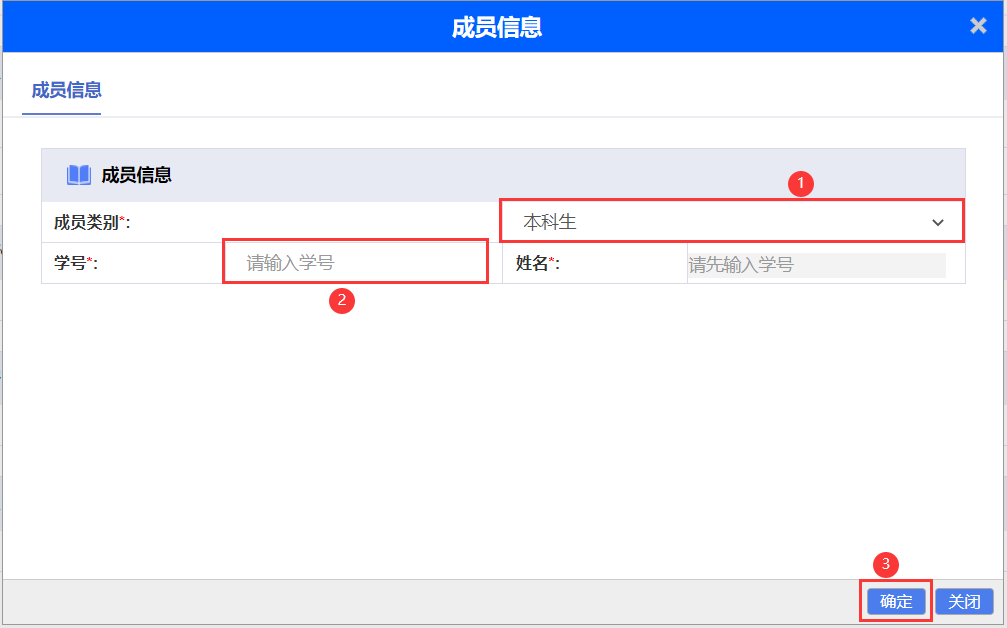 成员信息
成员信息
成员信息
1
成员类别*: 本科生
学号*: 请输入学号 姓名*: 请先输入学号
2
3
确定 关闭